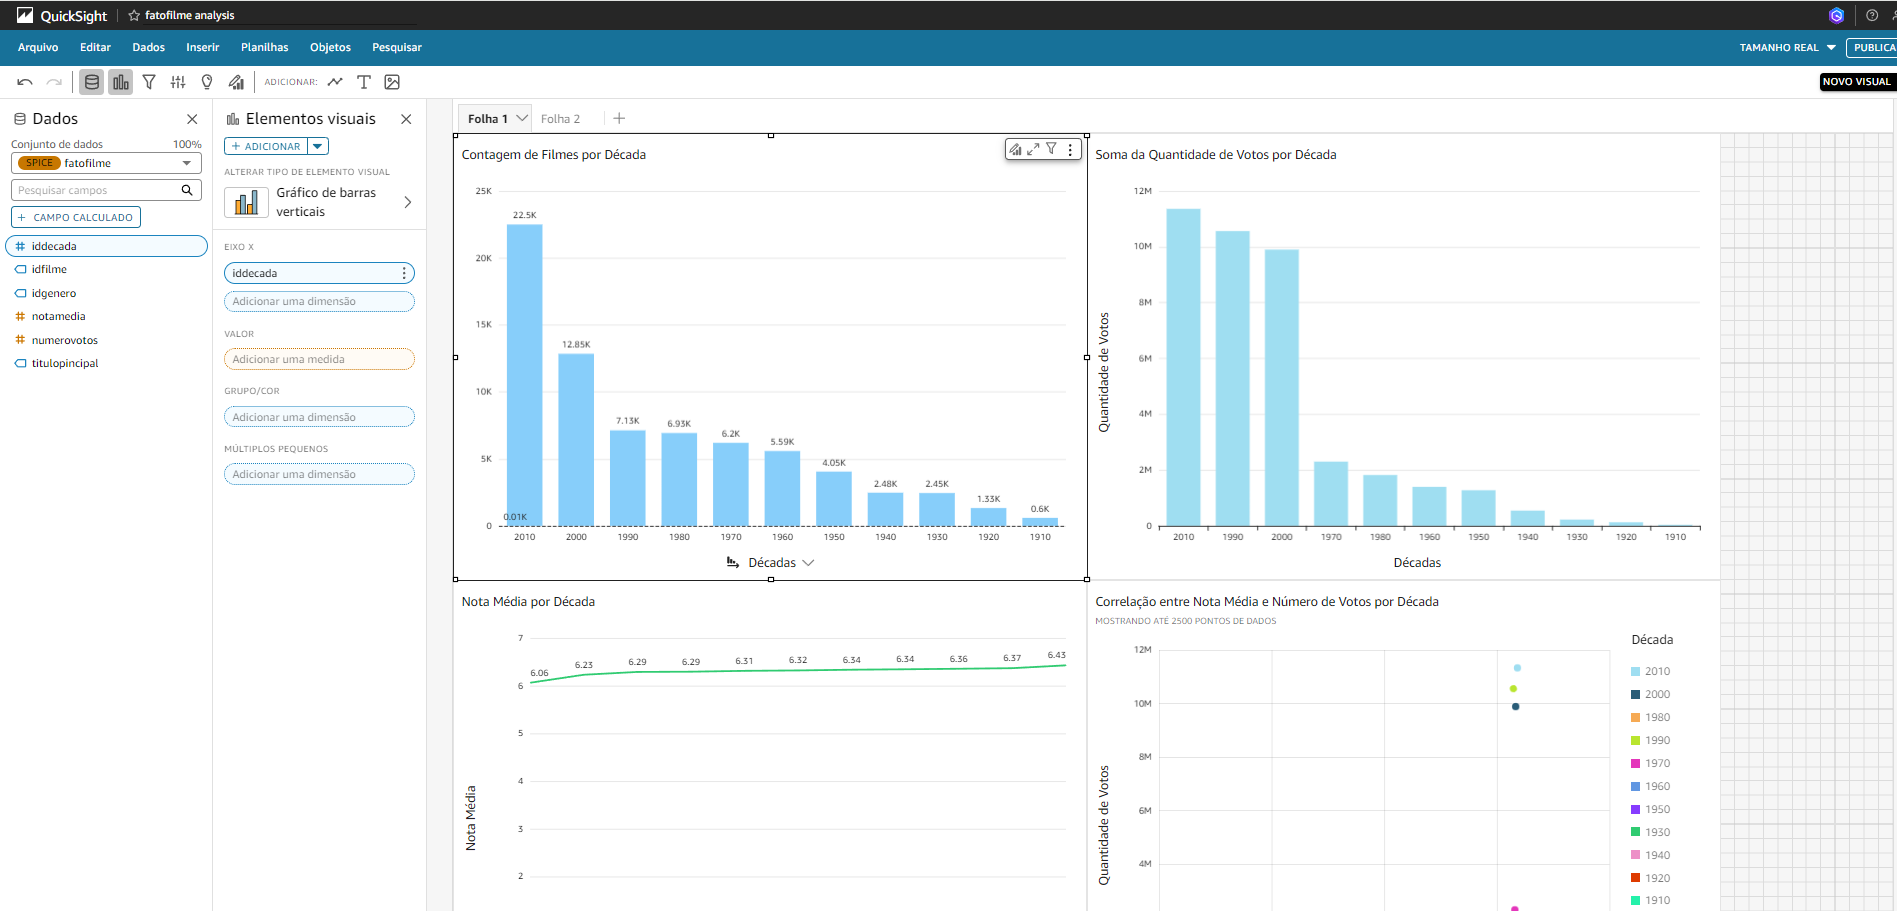 QuickSight
fatofilme analysis
Arquivo
Editar
Dados
Inserir
Planilhas
Objetos
Pesquisar
TAMANHO REAL
PUBLICA
ADICIONAR:
NOVO VISUAL
Dados
Conjunto de dados
100%
SPICE fatofilme
Pesquisar campos
+ CAMPO CALCULADO
iddecada
idfilme
idgenero
notamedia
numerovotos
titulopincipal
Elementos visuais
+ ADICIONAR
ALTERAR TIPO DE ELEMENTO VISUAL
Gráfico de barras
verticais
EIXO X
iddecada
Adicionar uma dimensão
VALOR
Adicionar uma medida
GRUPO/COR
Adicionar uma dimensão
MÚLTIPLOS PEQUENOS
Adicionar uma dimensão
Folha 1
Folha 2
+
Contagem de Filmes por Década
25K
20K
15K
10K
5K
0
22.5K
12.85K
7.13K
6.93K
6.2K
5.59K
4.05K
2.48K
2.45K
1.33K
0.6K
0.01K
2010
2000
1990
1980
1970
1960
1950
1940
1930
1920
1910
Décadas
Soma da Quantidade de Votos por Década
Quantidade de Votos
12M
10M
8M
6M
4M
2M
0
2010
1990
2000
1970
1980
1960
1950
1940
1930
1920
1910
Décadas
Nota Média por Década
Nota Média
7
6
5
4
3
2
6.06
6.23
6.29
6.29
6.31
6.32
6.34
6.34
6.36
6.37
6.43
Correlação entre Nota Média e Número de Votos por Década
MOSTRANDO ATÉ 2500 PONTOS DE DADOS
Quantidade de Votos
12M
10M
8M
6M
4M
Década
2010
2000
1980
1990
1970
1960
1950
1930
1940
1920
1910